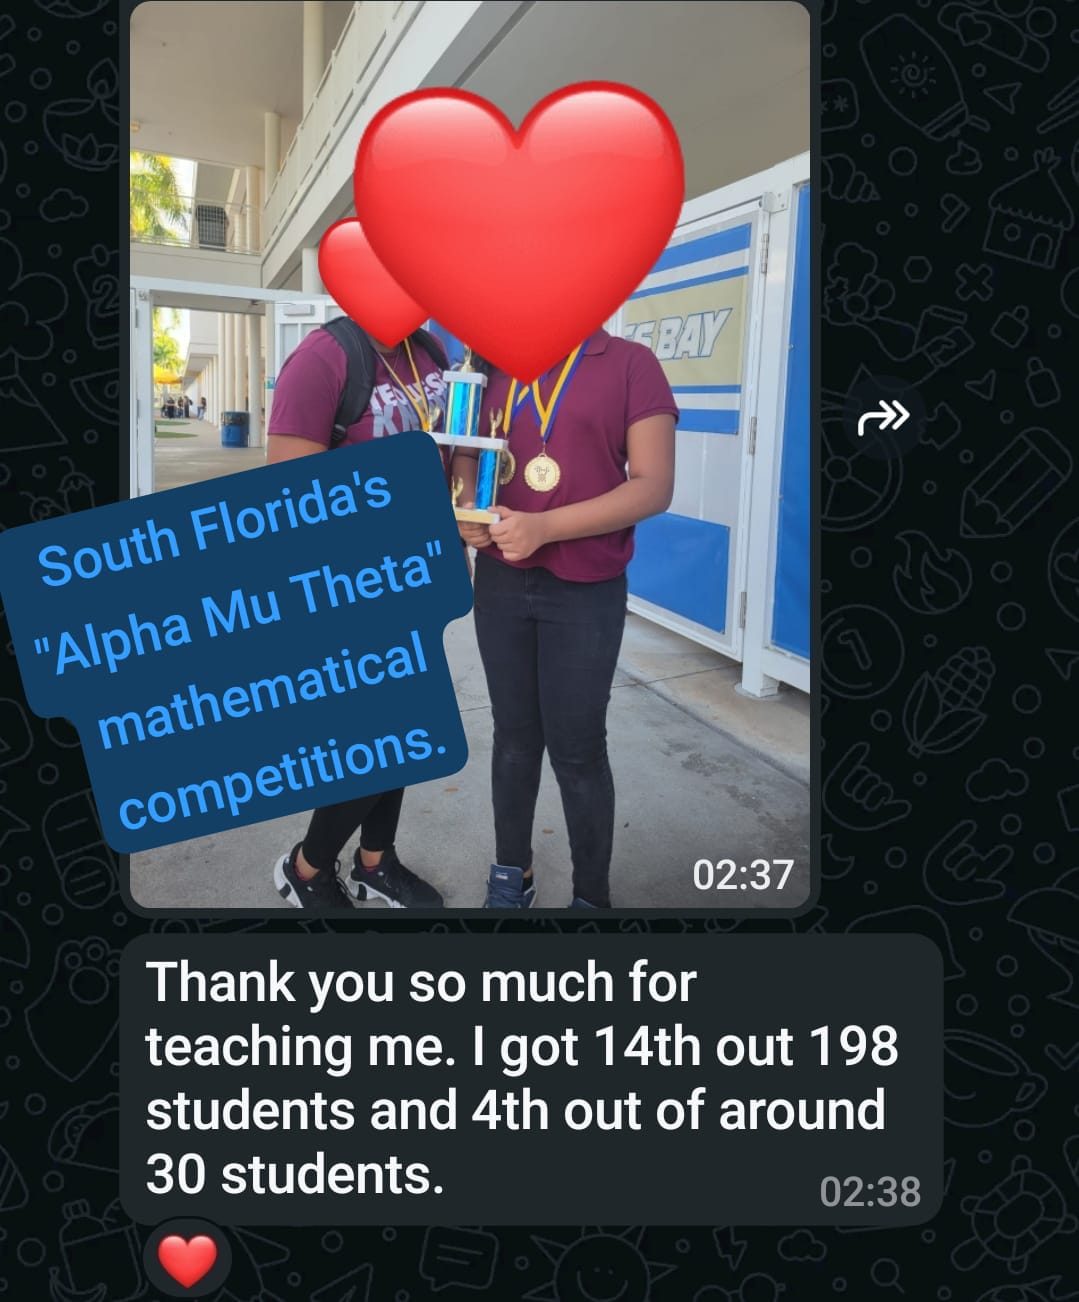 ES BAY
South Florida's
"Alpha Mu Theta"
mathematical
competitions.
02:37
Thank you so much for
teaching me. I got 14th out 198
students and 4th out of around
30 students.
02:38